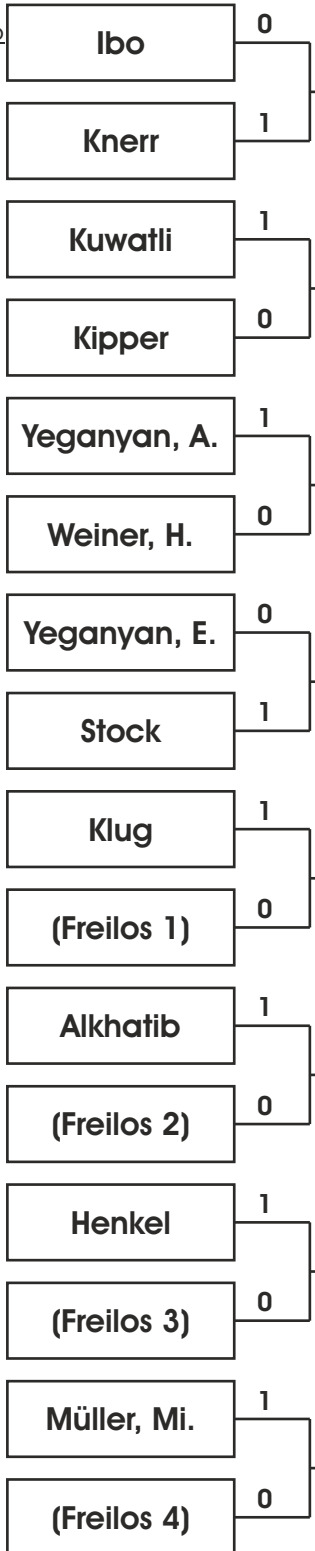 Ibo
0
Knerr
1
Kuwatli
1
Kipper
0
Yeganyan, A.
1
Weiner, H.
0
Yeganyan, E.
0
Stock
1
Klug
1
(Freilos 1)
0
Alkhatib
1
(Freilos 2)
0
Henkel
1
(Freilos 3)
0
Müller, Mi.
1
(Freilos 4)
0